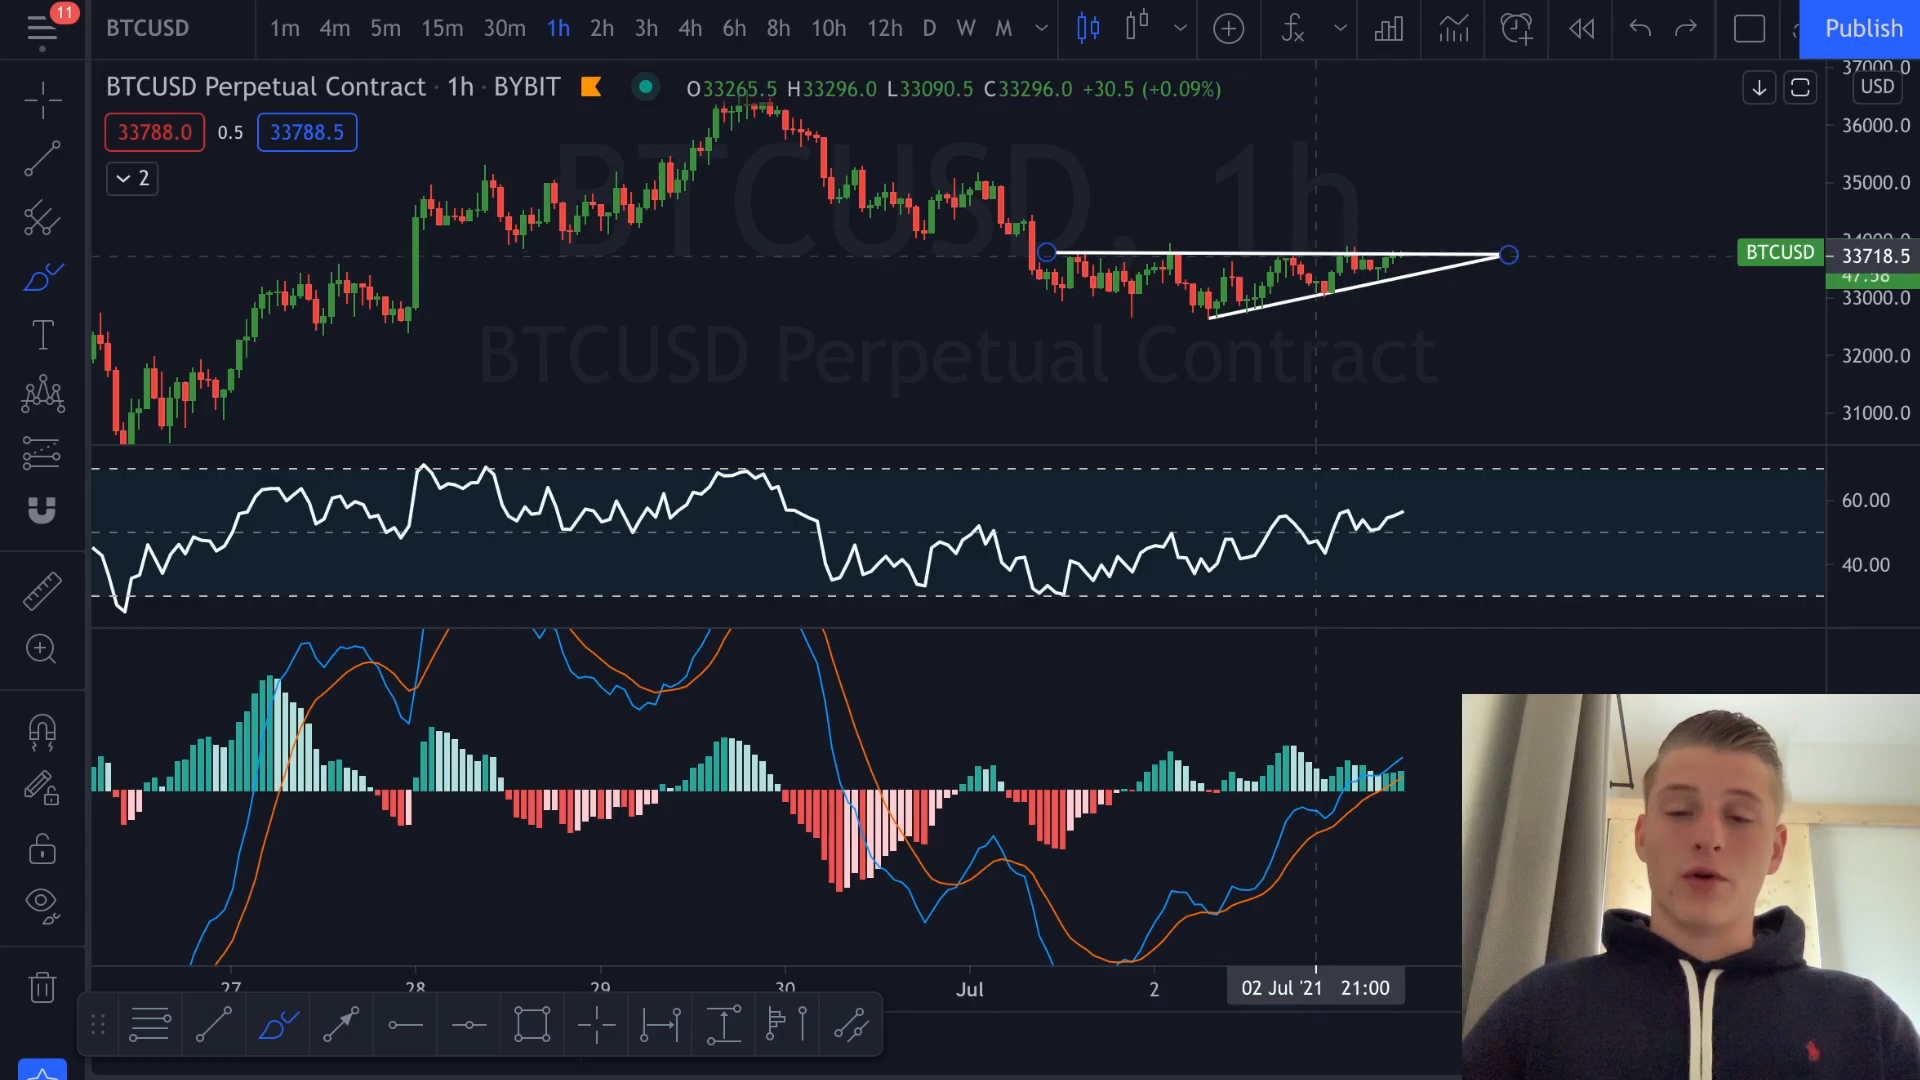 11
BTCUSD 1m 4m 5m 15m 30m 1h 2h 3h 4h 6h 8h 10h 12h D W M Publish
BTCUSD Perpetual Contract · 1h · BYBIT O33265.5 H33296.0 L33090.5 C33296.0 +30.5 (+0.09%)
33788.0 0.5 33788.5
2
BTCUSD, 1h
BTCUSD Perpetual Contract
USD
37000.0
36000.0
35000.0
34000.0
BTCUSD 33718.5
47:58
33000.0
32000.0
31000.0
60.00
40.00
27 28 29 30 Jul 2 02 Jul '21 21:00
T